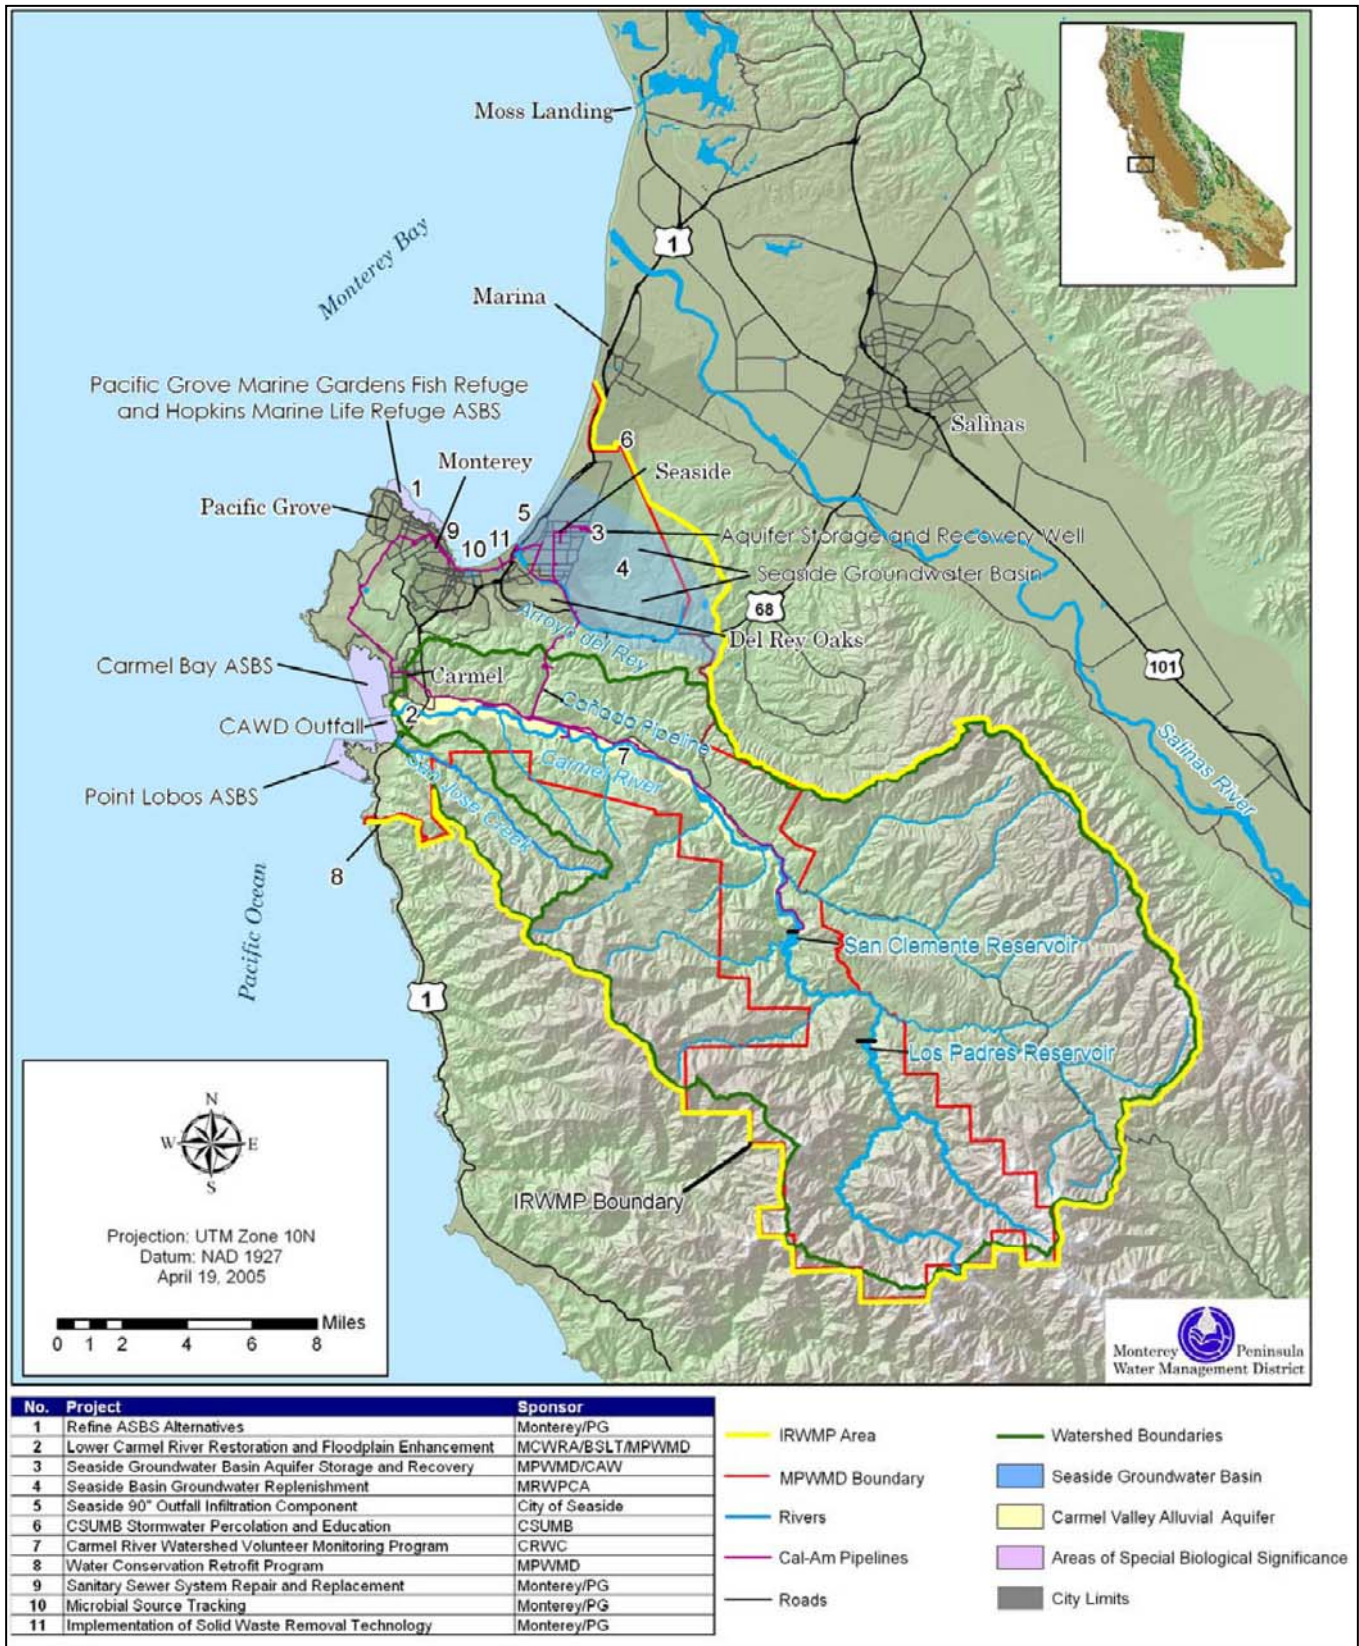 Moss Landing
1
Monterey Bay
Marina
Pacific Grove Marine Gardens Fish Refuge
and Hopkins Marine Life Refuge ASBS
Salinas
6
Monterey
Seaside
1
Pacific Grove
5
9
10
11
3
Aquifer Storage and Recovery Well
4
Seaside Groundwater Basin
68
Arroyo del Rey
Del Rey Oaks
Carmel Bay ASBS
Carmel
101
2
CAWD Outfall
Cañada Pipeline
7
Carmel River
San Jose Creek
Salinas River
Point Lobos ASBS
8
Pacific Ocean
San Clemente Reservoir
1
Los Padres Reservoir
IRWMP Boundary
N
W E
S
Projection: UTM Zone 10N
Datum: NAD 1927
April 19, 2005
Miles
0 1 2 4 6 8
Monterey Peninsula
Water Management District
No. Project Sponsor
1 Refine ASBS Alternatives Monterey/PG
2 Lower Carmel River Restoration and Floodplain Enhancement MCWRA/BSLT/MPWMD
3 Seaside Groundwater Basin Aquifer Storage and Recovery MPWMD/CAW
4 Seaside Basin Groundwater Replenishment MRWPCA
5 Seaside 90" Outfall Infiltration Component City of Seaside
6 CSUMB Stormwater Percolation and Education CSUMB
7 Carmel River Watershed Volunteer Monitoring Program CRWC
8 Water Conservation Retrofit Program MPWMD
9 Sanitary Sewer System Repair and Replacement Monterey/PG
10 Microbial Source Tracking Monterey/PG
11 Implementation of Solid Waste Removal Technology Monterey/PG
IRWMP Area
MPWMD Boundary
Rivers
Cal-Am Pipelines
Roads
Watershed Boundaries
Seaside Groundwater Basin
Carmel Valley Alluvial Aquifer
Areas of Special Biological Significance
City Limits